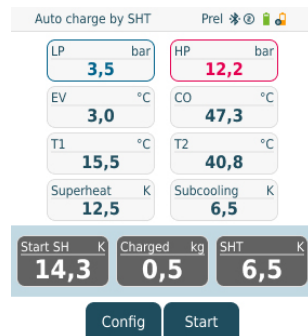 Auto charge by SHT Prel
LP bar HP bar
3,5 12,2
EV °C CO °C
3,0 47,3
T1 °C T2 °C
15,5 40,8
Superheat K Subcooling K
12,5 6,5
Start SH K Charged kg SHT K
14,3 0,5 6,5
Config Start